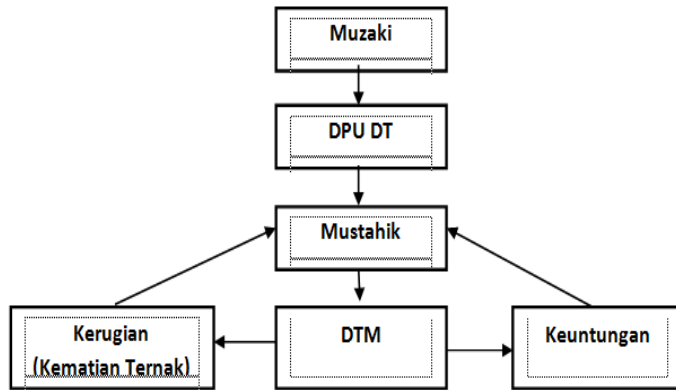 Muzaki
DPU DT
Mustahik
Kerugian
(Kematian Ternak)
DTM
Keuntungan